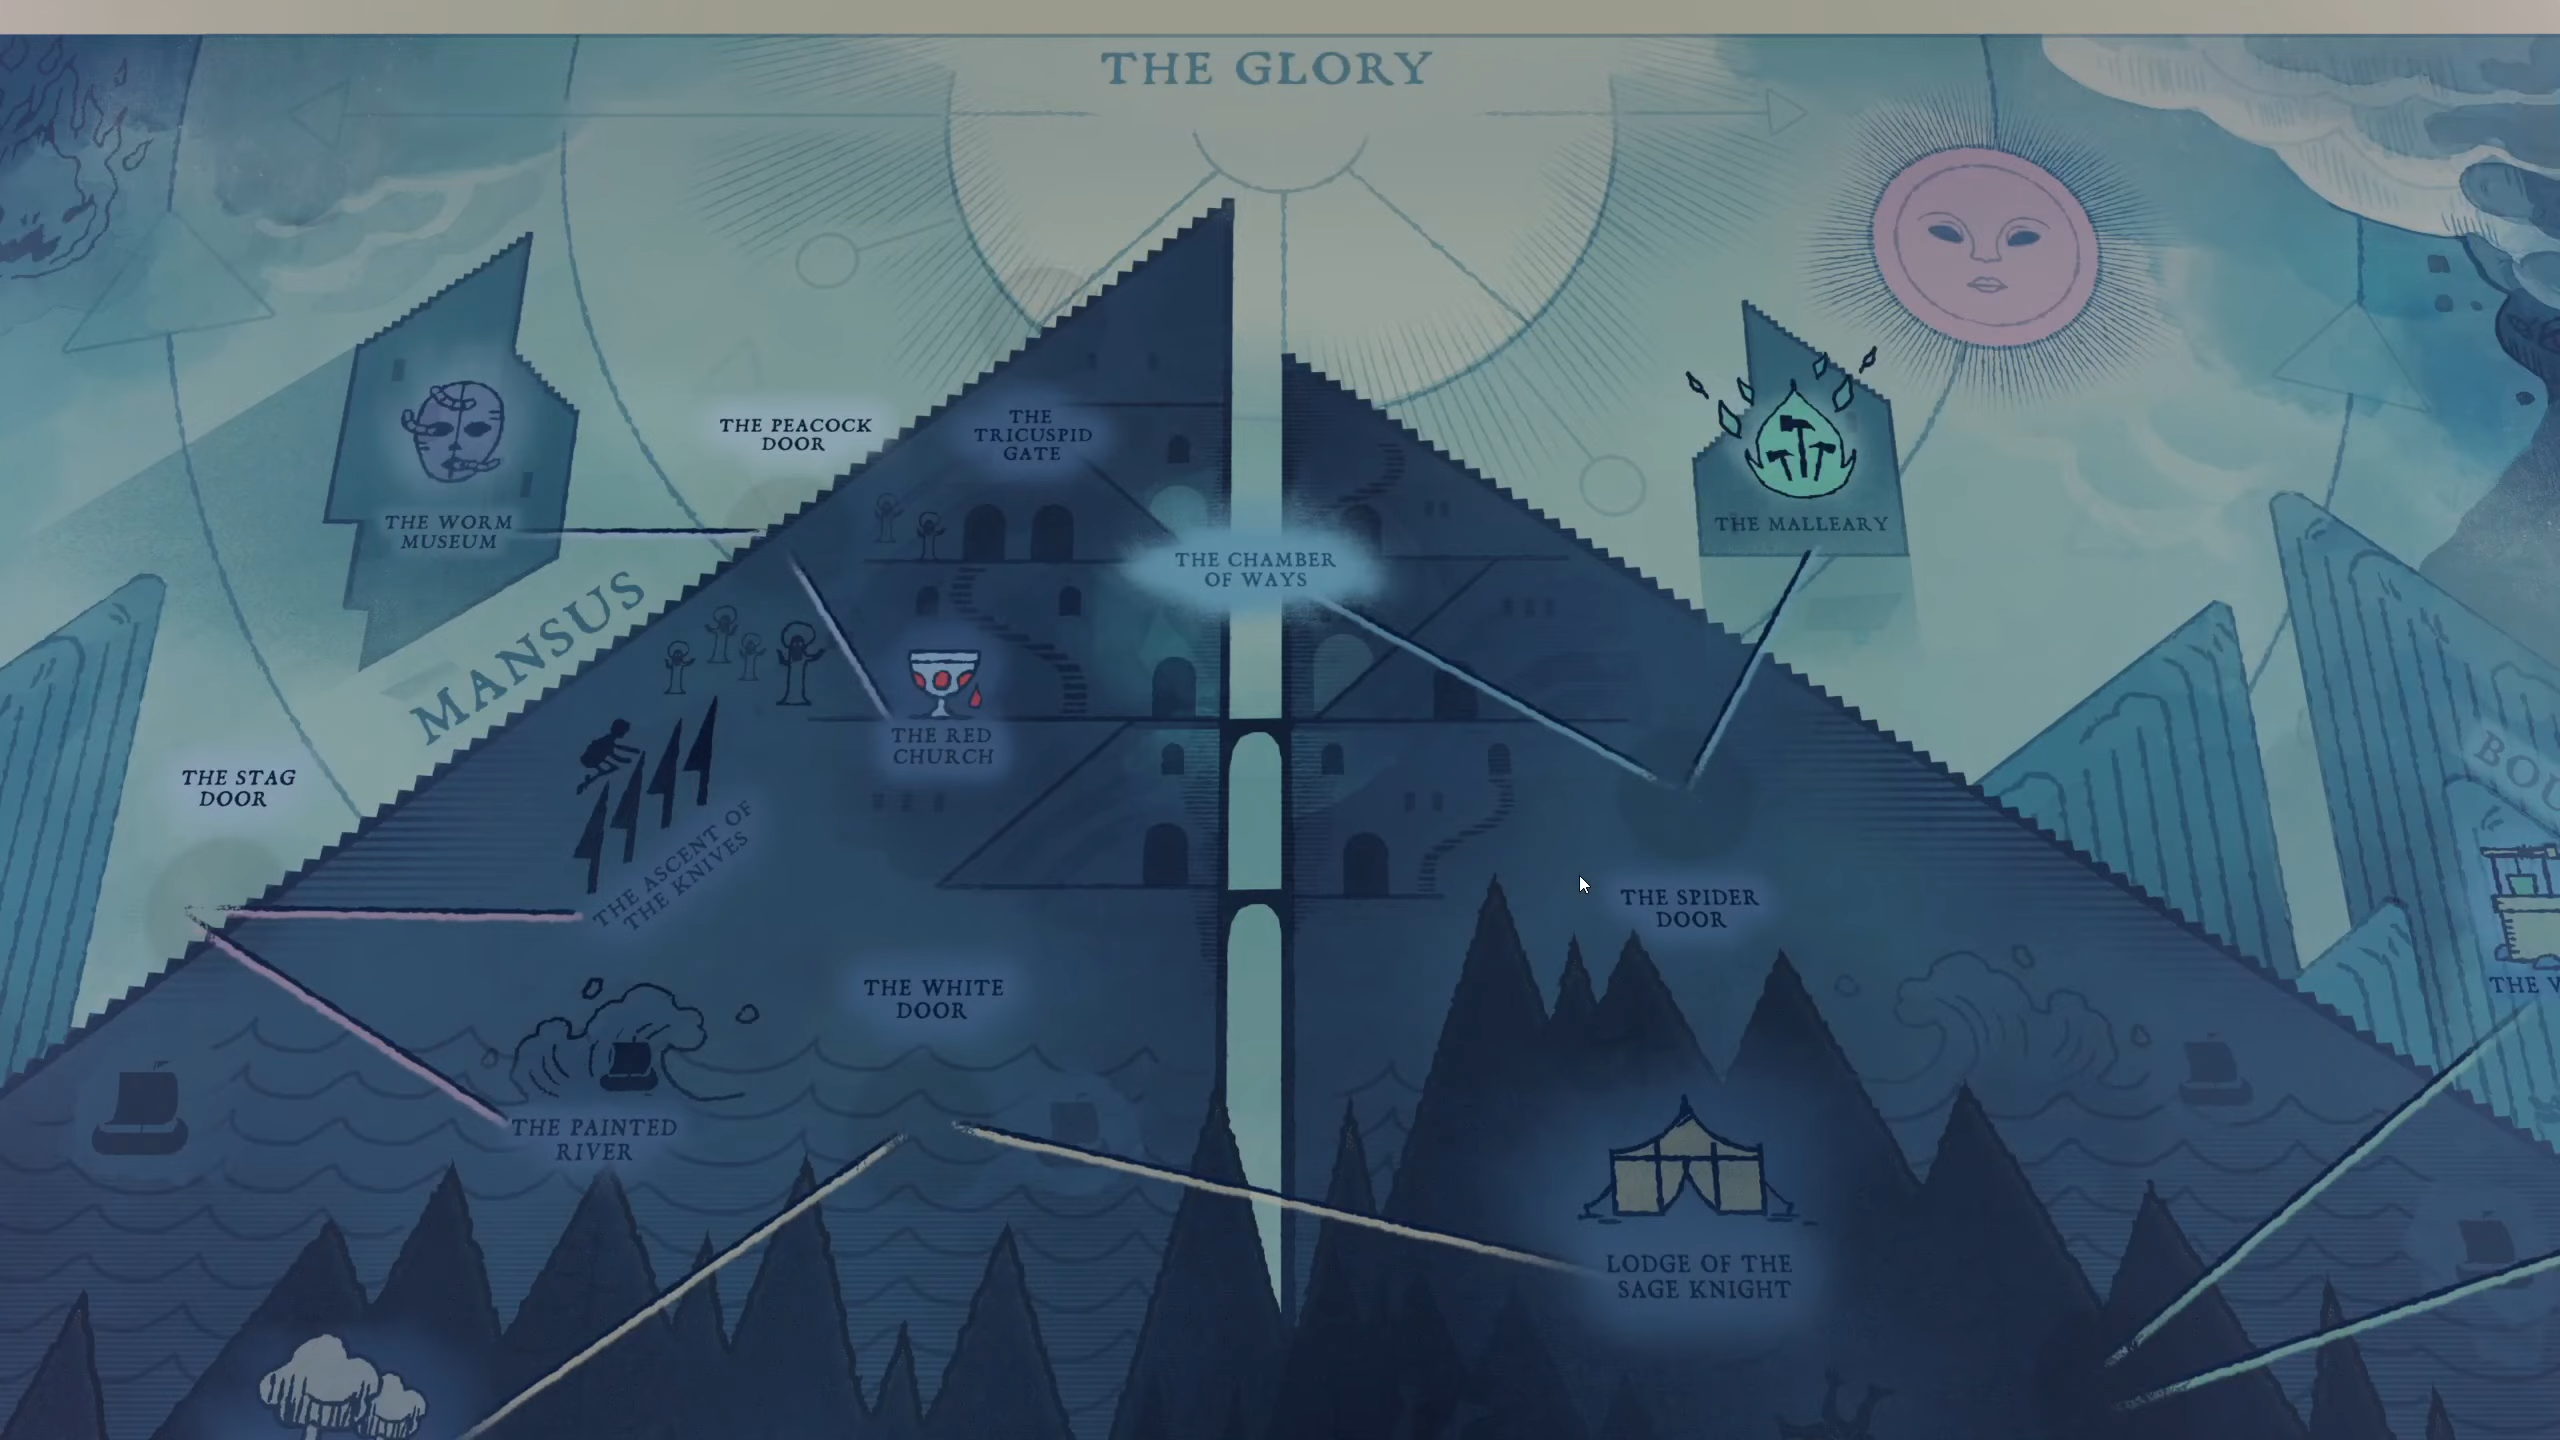 THE GLORY
THE PEACOCK
DOOR
THE
TRICUSPID
GATE
THE WORM
MUSEUM
THE MALLEARY
THE CHAMBER
OF WAYS
MANSUS
THE RED
CHURCH
THE STAG
DOOR
THE ASCENT OF
THE KNIVES
THE SPIDER
DOOR
THE WHITE
DOOR
THE
THE PAINTED
RIVER
LODGE OF THE
SAGE KNIGHT